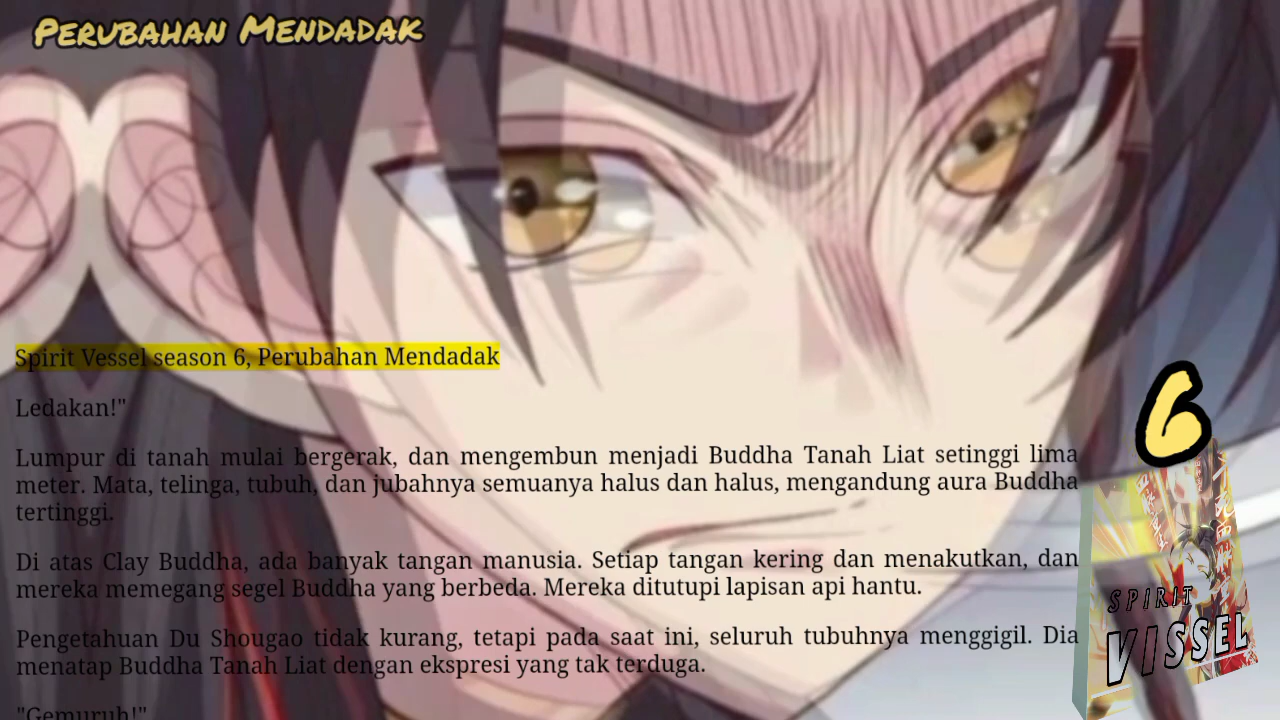 Perubahan Mendadak
Spirit Vessel season 6, Perubahan Mendadak
Ledakan!"
Lumpur di tanah mulai bergerak, dan mengembun menjadi Buddha Tanah Liat setinggi lima
meter. Mata, telinga, tubuh, dan jubahnya semuanya halus dan halus, mengandung aura Buddha
tertinggi.
Di atas Clay Buddha, ada banyak tangan manusia. Setiap tangan kering dan menakutkan, dan
mereka memegang segel Buddha yang berbeda. Mereka ditutupi lapisan api hantu.
Pengetahuan Du Shougao tidak kurang, tetapi pada saat ini, seluruh tubuhnya menggigil. Dia
menatap Buddha Tanah Liat dengan ekspresi yang tak terduga.
"Gemuruh!"
6
SPIRIT
VISSEL